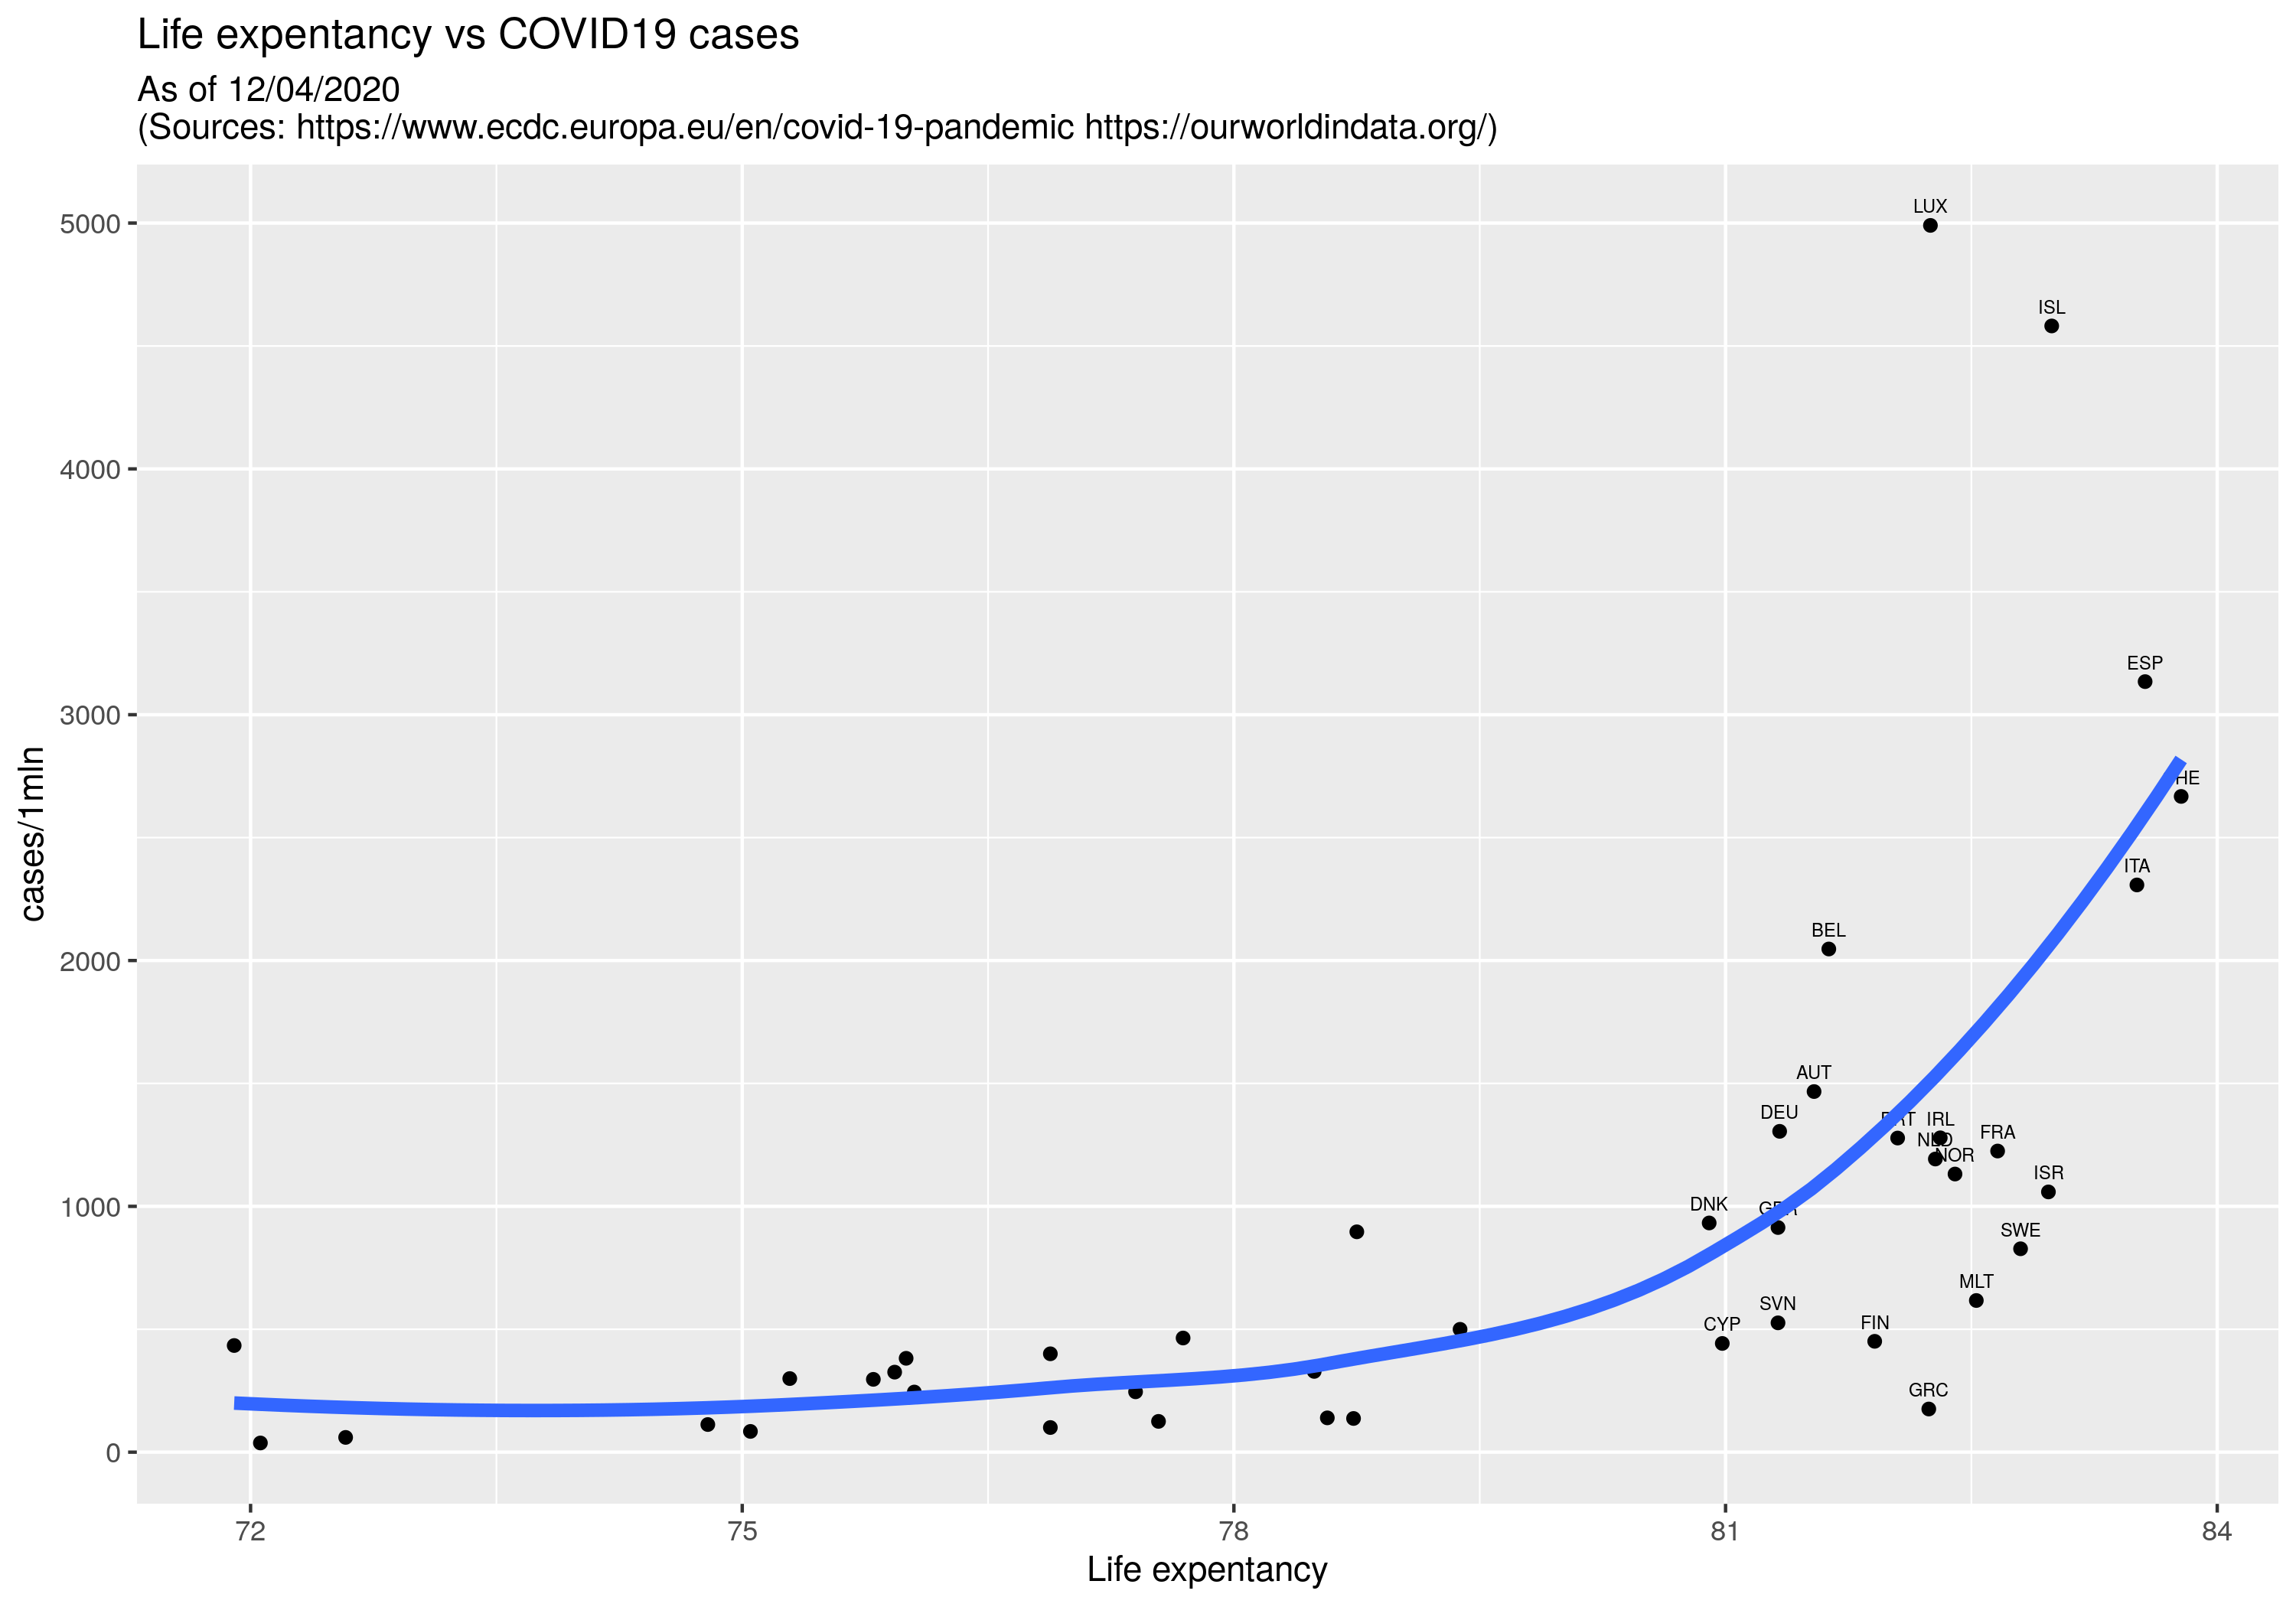 Life expentancy vs COVID19 cases
As of 12/04/2020
(Sources: https://www.ecdc.europa.eu/en/covid-19-pandemic https://ourworldindata.org/)
cases/1mln
5000
4000
3000
2000
1000
0
LUX
ISL
ESP
HE
ITA
BEL
AUT
DEU
IRL
FRA
NLD
NOR
ISR
DNK
SWE
MLT
SVN
CYP
FIN
GRC
72
75
78
81
84
Life expentancy